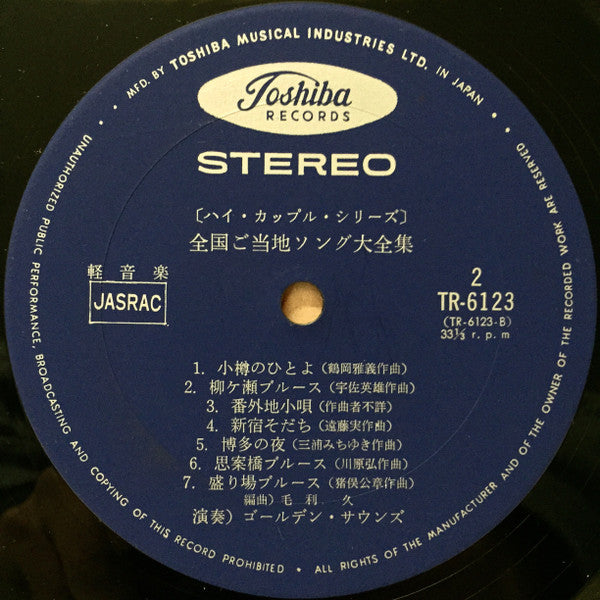 • MFD. BY TOSHIBA MUSICAL INDUSTRIES LTD. IN JAPAN •
Toshiba
RECORDS
STEREO
〔ハイ・カップル・シリーズ〕
全国ご当地ソング大全集
軽音楽
JASRAC
2
TR-6123
(TR-6123-B)
33⅓ r. p. m
1. 小樽のひとよ(鶴岡雅義作曲)
2. 柳ケ瀬ブルース(宇佐英雄作曲)
3. 番外地小唄(作曲者不詳)
4. 新宿そだち(遠藤実作曲)
5. 博多の夜(三浦みちゆき作曲)
6. 思案橋ブルース(川原弘作曲)
7. 盛り場ブルース(猪俣公章作曲)
編曲)毛利 久
演奏)ゴールデン・サウンズ
UNAUTHORIZED PUBLIC PERFORMANCE, BROADCASTING AND COPYING OF THIS RECORD PROHIBITED • ALL RIGHTS OF THE MANUFACTURER AND OF THE OWNER OF THE RECORDED WORK ARE RESERVED